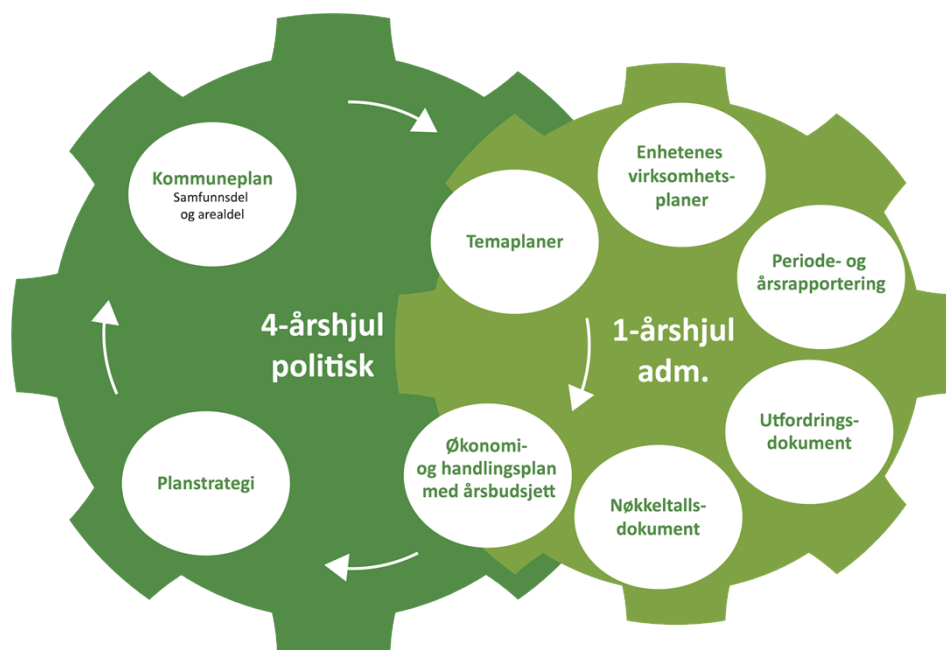 Kommuneplan
Samfunnsdel
og arealdel
Temaplaner
Enhetenes
virksomhets-
planer
Periode- og
årsrapportering
4-årshjul
politisk
1-årshjul
adm.
Utfordrings-
dokument
Økonomi-
og handlingsplan
med årsbudsjett
Nøkkeltalls-
dokument
Planstrategi